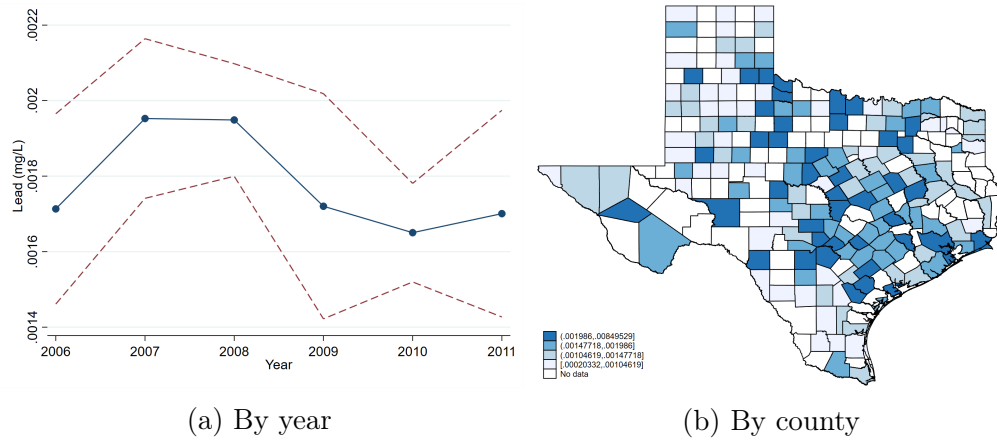 .0022
.002
.0018
.0016
.0014
Lead (mg/L)
2006 2007 2008 2009 2010 2011
Year
(.001986,.00849529]
(.00147718,.001986]
(.00104619,.00147718]
[.00020332,.00104619]
No data
(a) By year
(b) By county